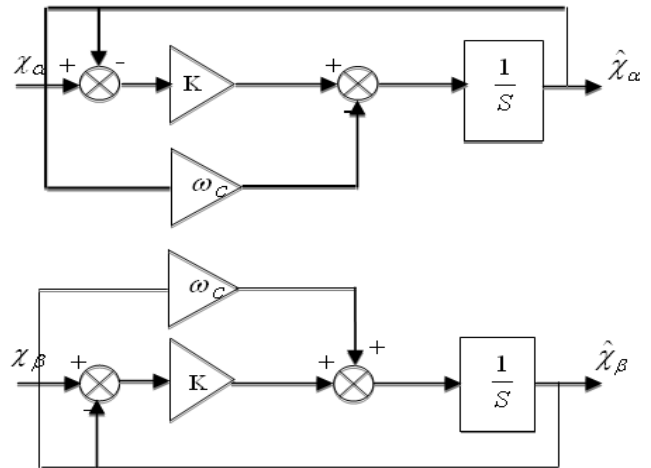 χα + - K + - 1/S χ̂α
ωC
ωC
χβ + - K + + 1/S χ̂β